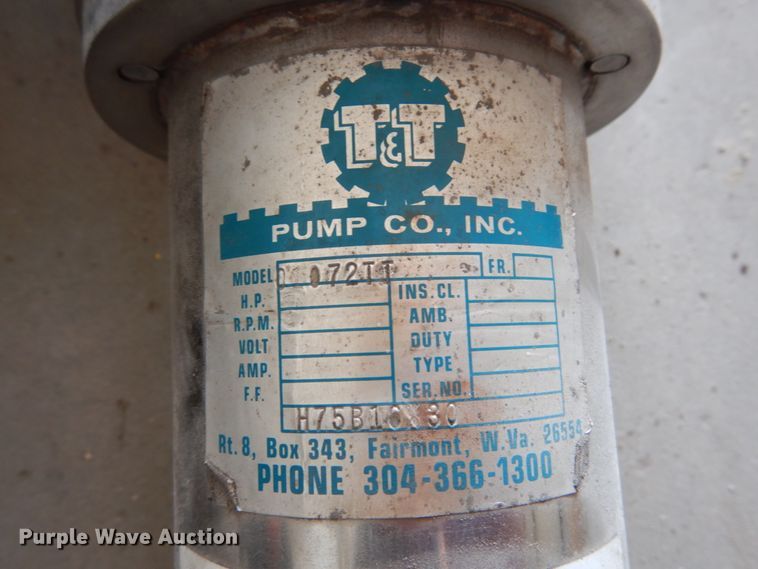 T&T
PUMP CO., INC.
MODEL 072TT FR.
H.P. INS. CL.
R.P.M. AMB.
VOLT DUTY
AMP. TYPE
F.F. SER. NO.
Rt. 8, Box 343, Fairmont, W. Va. 26554
PHONE 304-366-1300
Purple Wave Auction